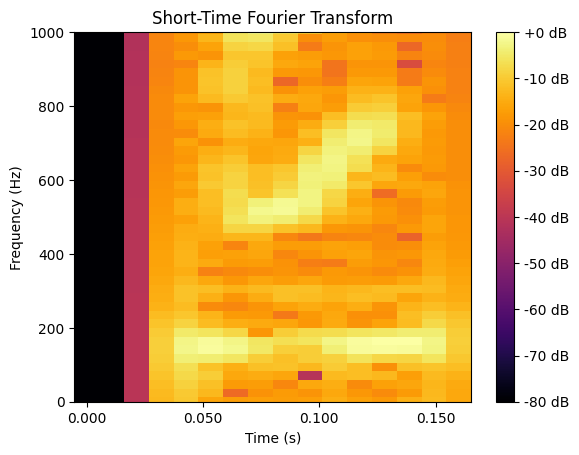 Short-Time Fourier Transform
1000
800
600
400
200
0
Frequency (Hz)
0.000
0.050
0.100
0.150
Time (s)
+0 dB
-10 dB
-20 dB
-30 dB
-40 dB
-50 dB
-60 dB
-70 dB
-80 dB